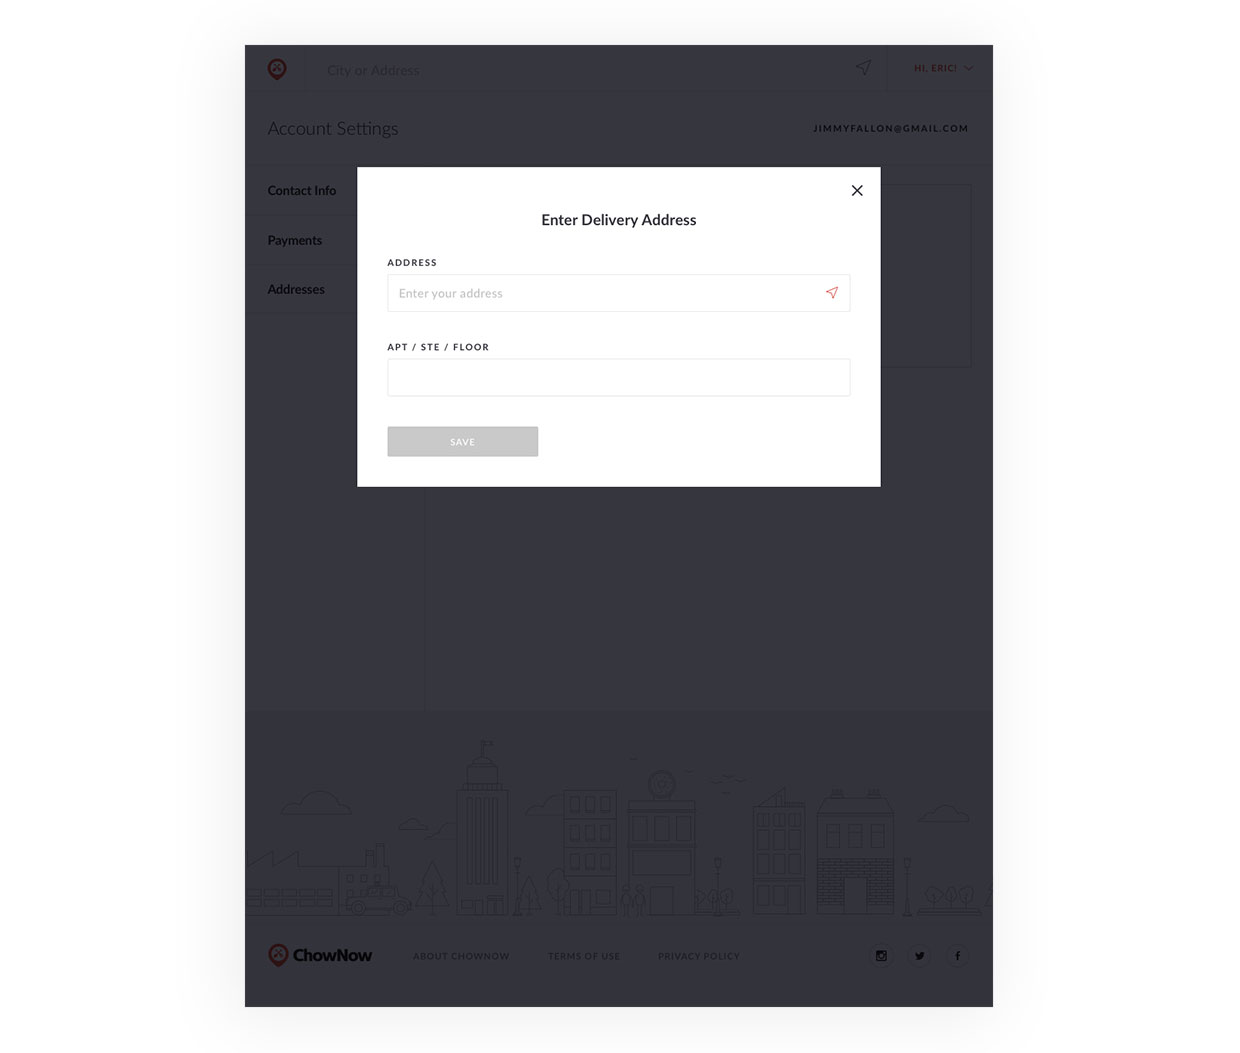 City or Address
HI, ERIC!
Account Settings
JIMMYFALLON@GMAIL.COM
Contact Info
Payments
Addresses
Enter Delivery Address
ADDRESS
Enter your address
APT / STE / FLOOR
SAVE
ChowNow
ABOUT CHOWNOW
TERMS OF USE
PRIVACY POLICY